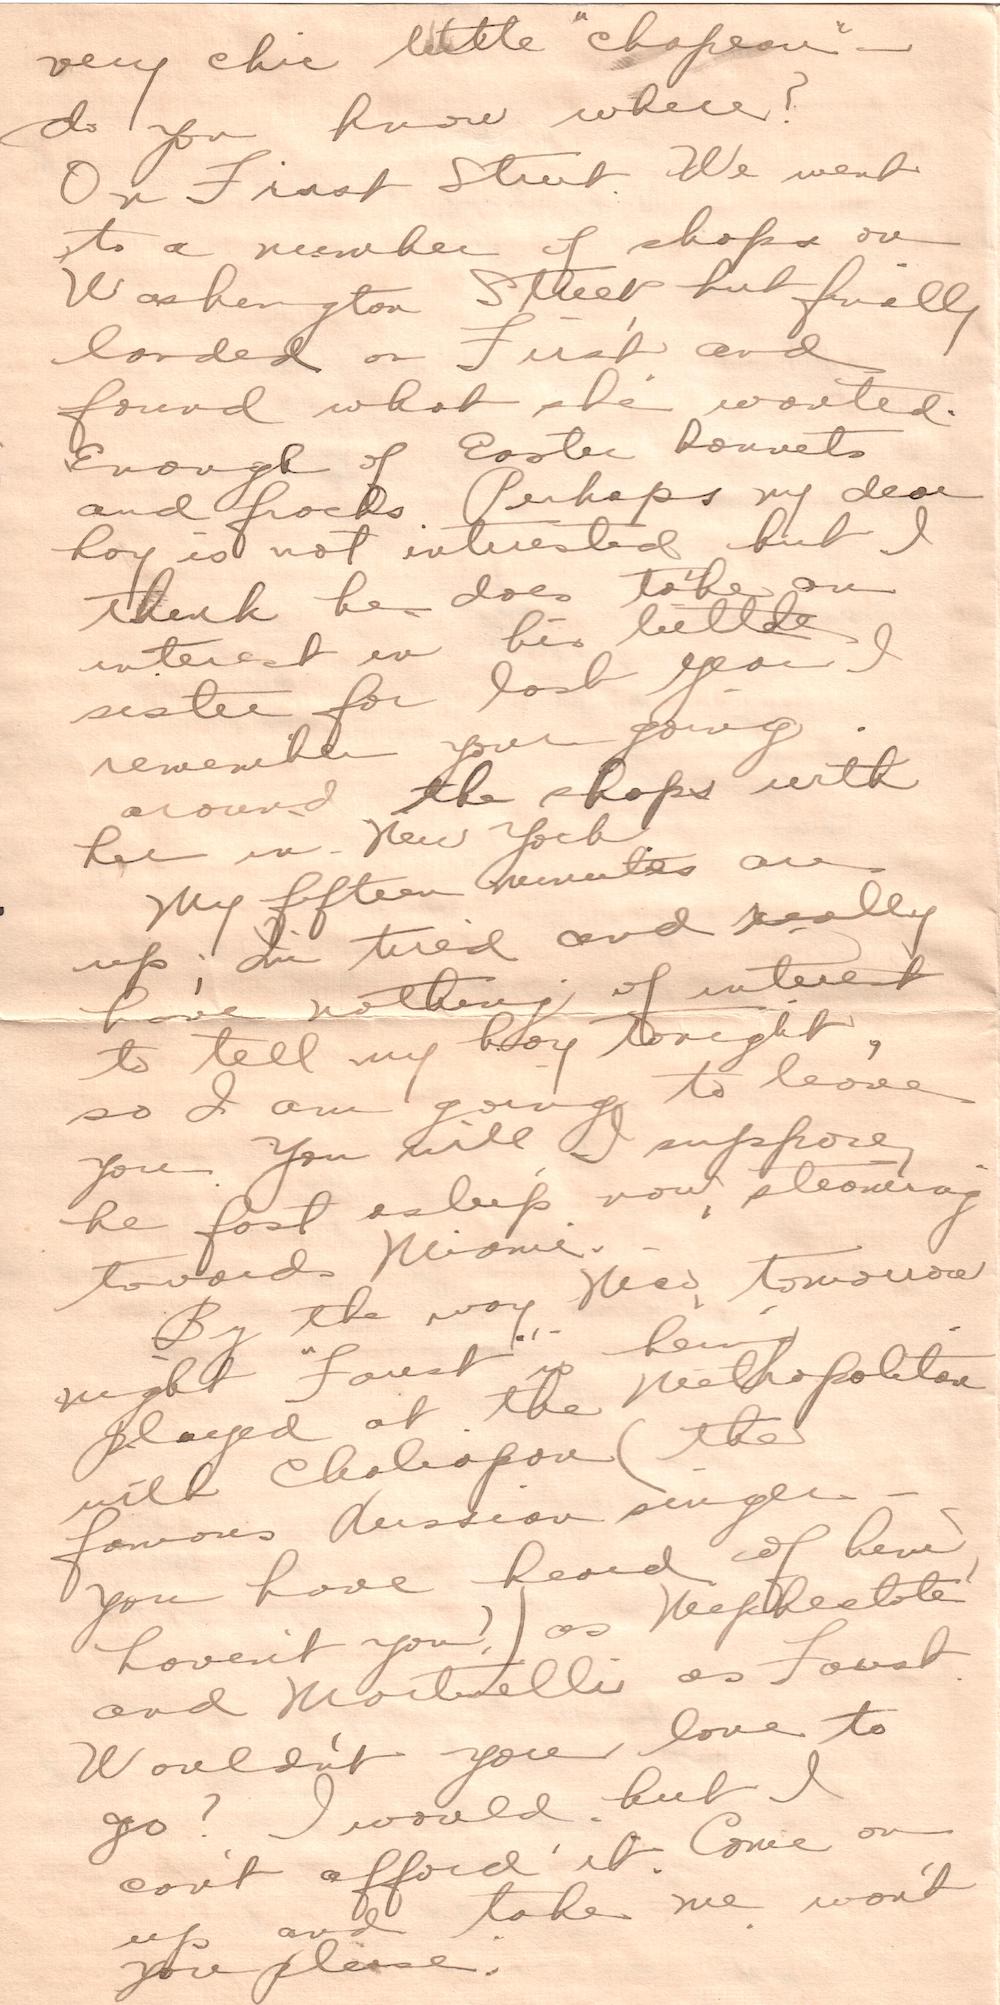 very chic little "chapeau" —
do you know where?
On First Street. We went
to a number of shops on
Washington Street, but finally
landed on First and
found what she wanted.
Enough of Easter bonnets
and frocks. Perhaps my dear
boy is not interested but I
think he does take an
interest in his little
sister for last year I
remember your going
around the shops with
her in New York.
My fifteen minutes are
up; I'm tired and really
have nothing of interest
to tell my boy tonight,
so I am going to leave
you. You will I suppose,
be fast asleep now, steaming
towards Miami. -
By the way Neo, tomorrow
night "Faust" is being
played at the Methopolitan
with Chaliapan (the
famous Russian singer -
you have heard of him,
haven't you?) as Mephestoto
and Martinelli as Faust.
Wouldn't you love to
go? I would but I
can't afford it. Come on
up and take me won't
you please.